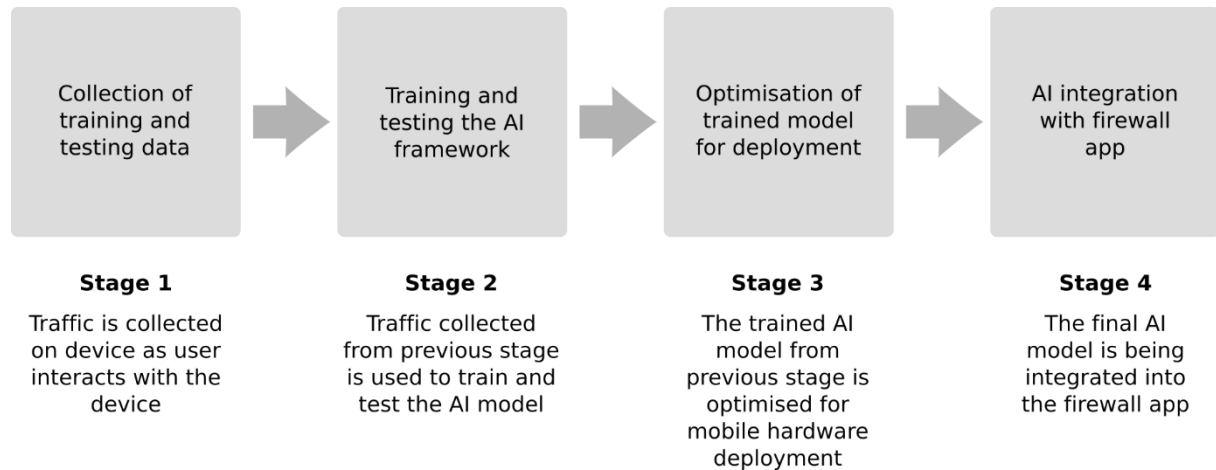 Collection of
training and
testing data
Training and
testing the AI
framework
Optimisation of
trained model
for deployment
AI integration
with firewall
app
Stage 1
Traffic is collected
on device as user
interacts with the
device
Stage 2
Traffic collected
from previous stage
is used to train and
test the AI model
Stage 3
The trained AI
model from
previous stage is
optimised for
mobile hardware
deployment
Stage 4
The final AI
model is being
integrated into
the firewall app